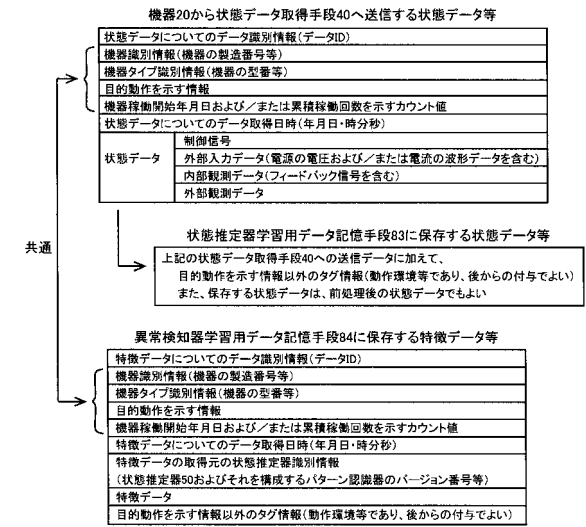 機器20から状態データ取得手段40へ送信する状態データ等
状態データについてのデータ識別情報(データID)
機器識別情報(機器の製造番号等)
機器タイプ識別情報(機器の型番等)
目的動作を示す情報
機器稼働開始年月日および/または累積稼働回数を示すカウント値
状態データについてのデータ取得日時(年月日・時分秒)
状態データ
制御信号
外部入力データ(電源の電圧および/または電流の波形データを含む)
内部観測データ(フィードバック信号を含む)
外部観測データ
共通
状態推定器学習用データ記憶手段83に保存する状態データ等
上記の状態データ取得手段40への送信データに加えて、
目的動作を示す情報以外のタグ情報(動作環境等であり、後からの付与でよい)
また、保存する状態データは、前処理後の状態データでもよい
異常検知器学習用データ記憶手段84に保存する特徴データ等
特徴データについてのデータ識別情報(データID)
機器識別情報(機器の製造番号等)
機器タイプ識別情報(機器の型番等)
目的動作を示す情報
機器稼働開始年月日および/または累積稼働回数を示すカウント値
特徴データについてのデータ取得日時(年月日・時分秒)
特徴データの取得元の状態推定器識別情報
(状態推定器50およびそれを構成するパターン認識器のバージョン番号等)
特徴データ
目的動作を示す情報以外のタグ情報(動作環境等であり、後からの付与でよい)